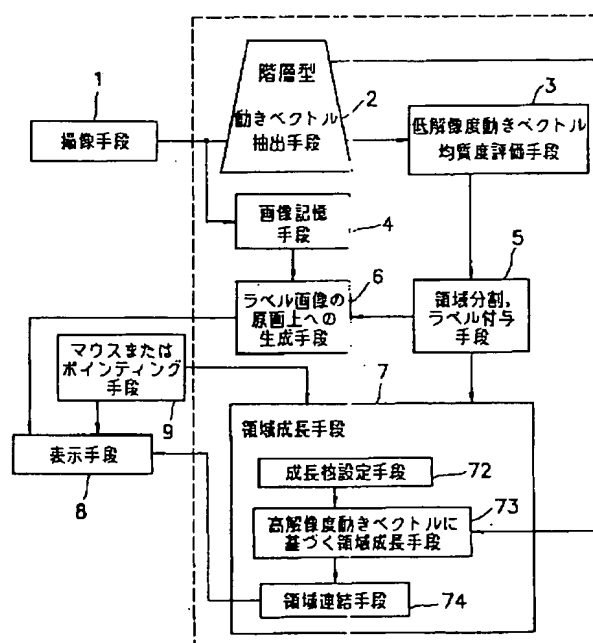 1
撮像手段
階層型
動きベクトル
抽出手段
2
3
低解像度動きベクトル
均質度評価手段
画像記憶
手段
4
5
領域分割,
ラベル付与
手段
6
ラベル画像の
原画上への
生成手段
マウスまたは
ポインティング
手段
9
表示手段
8
7
領域成長手段
成長核設定手段
72
高解像度動きベクトルに
基づく領域成長手段
73
領域連結手段
74